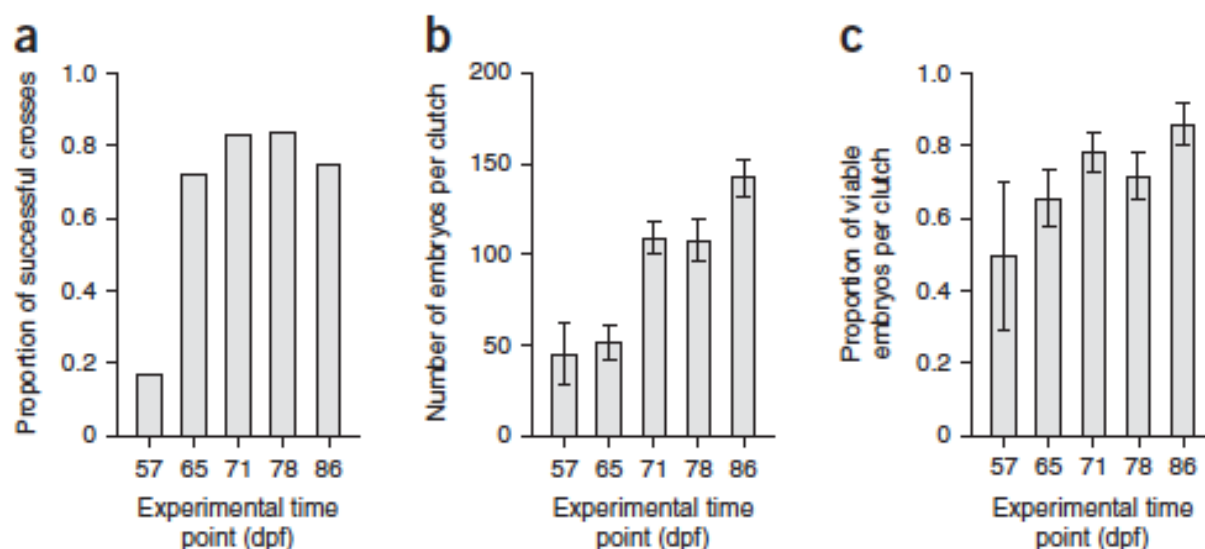 a
Proportion of successful crosses
1.0
0.8
0.6
0.4
0.2
0
57 65 71 78 86
Experimental time
point (dpf)
b
Number of embryos per clutch
200
150
100
50
0
57 65 71 78 86
Experimental time
point (dpf)
c
Proportion of viable
embryos per clutch
1.0
0.8
0.6
0.4
0.2
0
57 65 71 78 86
Experimental time
point (dpf)